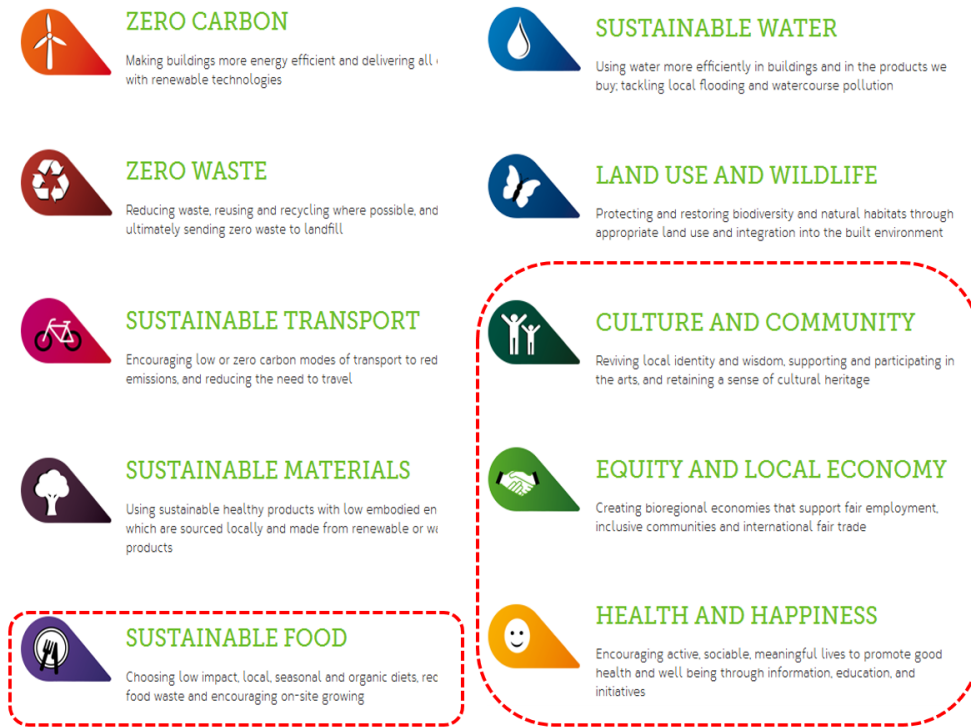 ZERO CARBON
Making buildings more energy efficient and delivering all
with renewable technologies
ZERO WASTE
Reducing waste, reusing and recycling where possible, and
ultimately sending zero waste to landfill
SUSTAINABLE TRANSPORT
Encouraging low or zero carbon modes of transport to red
emissions, and reducing the need to travel
SUSTAINABLE MATERIALS
Using sustainable healthy products with low embodied en
which are sourced locally and made from renewable or wa
products
SUSTAINABLE FOOD
Choosing low impact, local, seasonal and organic diets, rec
food waste and encouraging on-site growing
SUSTAINABLE WATER
Using water more efficiently in buildings and in the products we
buy; tackling local flooding and watercourse pollution
LAND USE AND WILDLIFE
Protecting and restoring biodiversity and natural habitats through
appropriate land use and integration into the built environment
CULTURE AND COMMUNITY
Reviving local identity and wisdom, supporting and participating in
the arts, and retaining a sense of cultural heritage
EQUITY AND LOCAL ECONOMY
Creating bioregional economies that support fair employment,
inclusive communities and international fair trade
HEALTH AND HAPPINESS
Encouraging active, sociable, meaningful lives to promote good
health and well being through information, education, and
initiatives